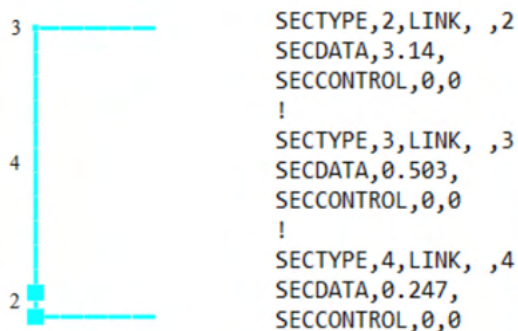 3
4
2
SECTYPE,2,LINK, ,2
SECDATA,3.14,
SECCONTROL,0,0
!
SECTYPE,3,LINK, ,3
SECDATA,0.503,
SECCONTROL,0,0
!
SECTYPE,4,LINK, ,4
SECDATA,0.247,
SECCONTROL,0,0